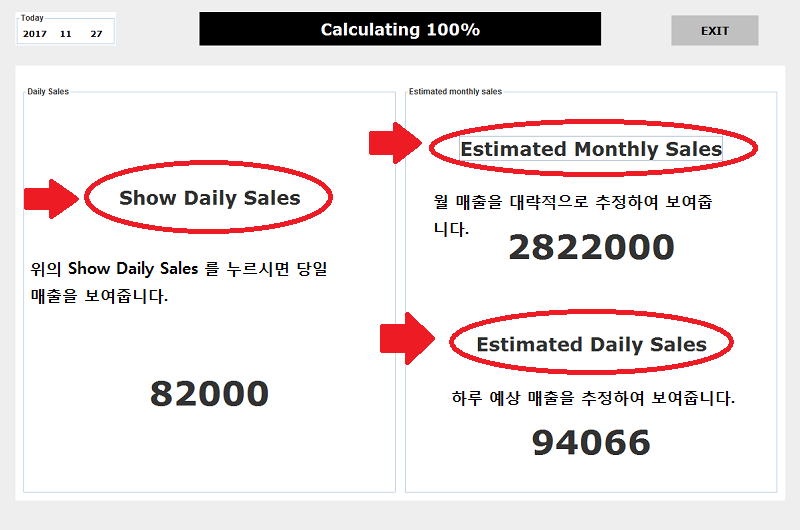 Today
2017 11 27
Calculating 100%
EXIT
Daily Sales
Show Daily Sales
위의 Show Daily Sales 를 누르시면 당일
매출을 보여줍니다.
82000
Estimated monthly sales
Estimated Monthly Sales
월 매출을 대략적으로 추정하여 보여줍
니다.
2822000
Estimated Daily Sales
하루 예상 매출을 추정하여 보여줍니다.
94066